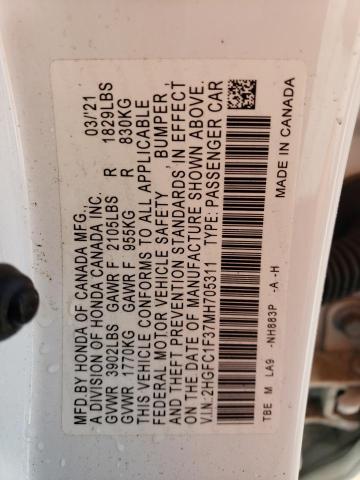 MFD.BY HONDA OF CANADA MFG. 03/21
A DIVISION OF HONDA CANADA INC.
GVWR 3902LBS GAWR F 2105LBS R 1829LBS
GVWR 1770KG GAWR F 955KG R 830KG
THIS VEHICLE CONFORMS TO ALL APPLICABLE
FEDERAL MOTOR VEHICLE SAFETY BUMPER,
AND THEFT PREVENTION STANDARDS, IN EFFECT
ON THE DATE OF MANUFACTURE SHOWN ABOVE.
V.I.N.:2HGFC1F37MH705311 TYPE: PASSENGER CAR
TBE M LA9 -NH883P -A -H
MADE IN CANADA